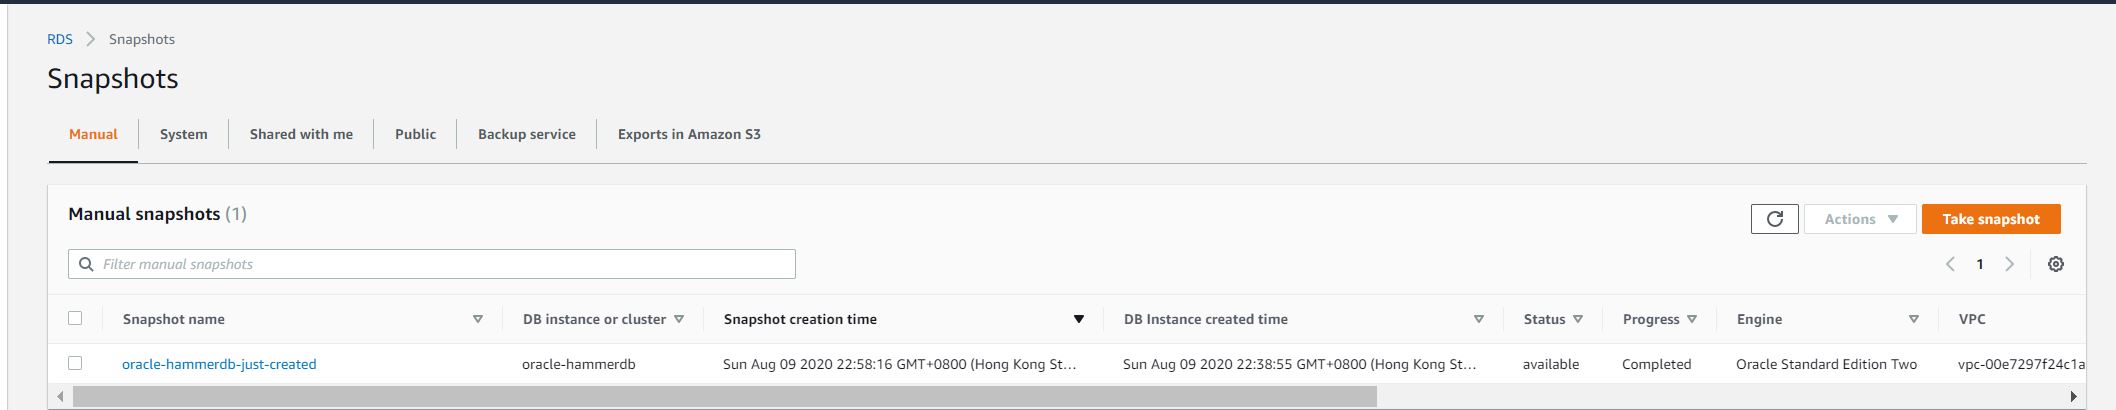 RDS Snapshots
Snapshots
Manual System Shared with me Public Backup service Exports in Amazon S3
Manual snapshots (1) Actions Take snapshot
Filter manual snapshots 1
Snapshot name DB instance or cluster Snapshot creation time DB Instance created time Status Progress Engine VPC
oracle-hammerdb-just-created oracle-hammerdb Sun Aug 09 2020 22:58:16 GMT+0800 (Hong Kong St... Sun Aug 09 2020 22:38:55 GMT+0800 (Hong Kong St... available Completed Oracle Standard Edition Two vpc-00e7297f24c1a